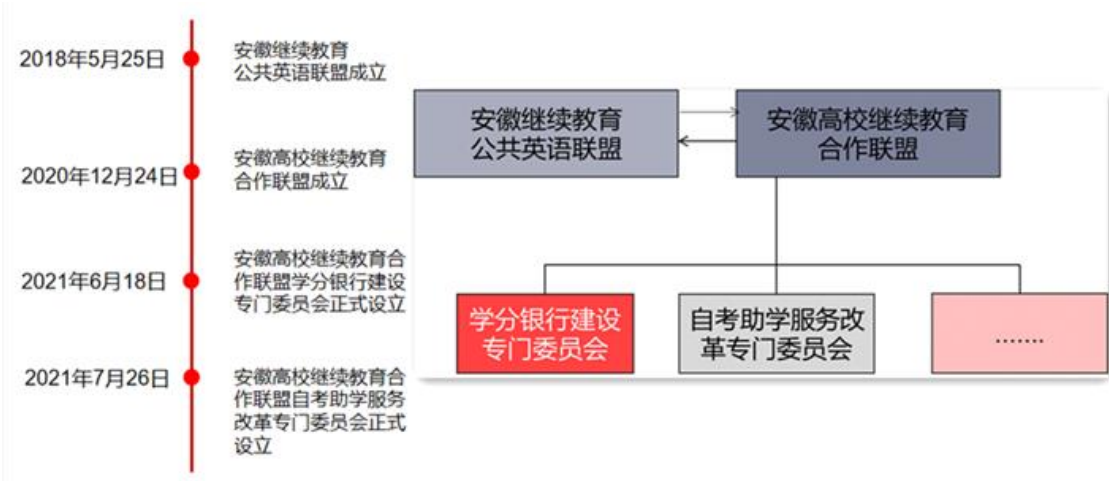 2018年5月25日
安徽继续教育
公共英语联盟成立
2020年12月24日
安徽高校继续教育
合作联盟成立
2021年6月18日
安徽高校继续教育合
作联盟学分银行建设
专门委员会正式设立
2021年7月26日
安徽高校继续教育合
作联盟自考助学服务
改革专门委员会正式
设立
安徽继续教育
公共英语联盟
安徽高校继续教育
合作联盟
学分银行建设
专门委员会
自考助学服务改
革专门委员会
.......